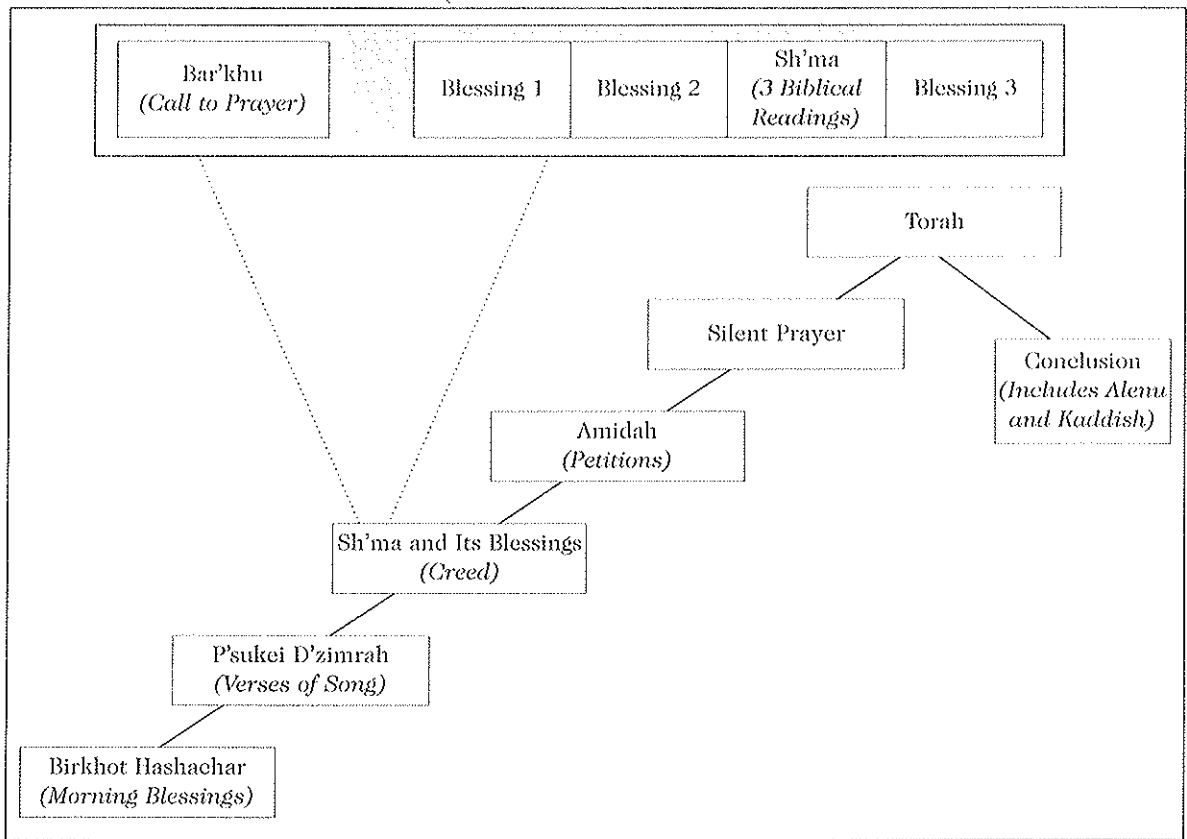 Bar'khu
(Call to Prayer)
Blessing 1
Blessing 2
Sh'ma
(3 Biblical
Readings)
Blessing 3
Torah
Silent Prayer
Conclusion
(Includes Alenu
and Kaddish)
Amidah
(Petitions)
Sh'ma and Its Blessings
(Creed)
P'sukei D'zimrah
(Verses of Song)
Birkhot Hashachar
(Morning Blessings)